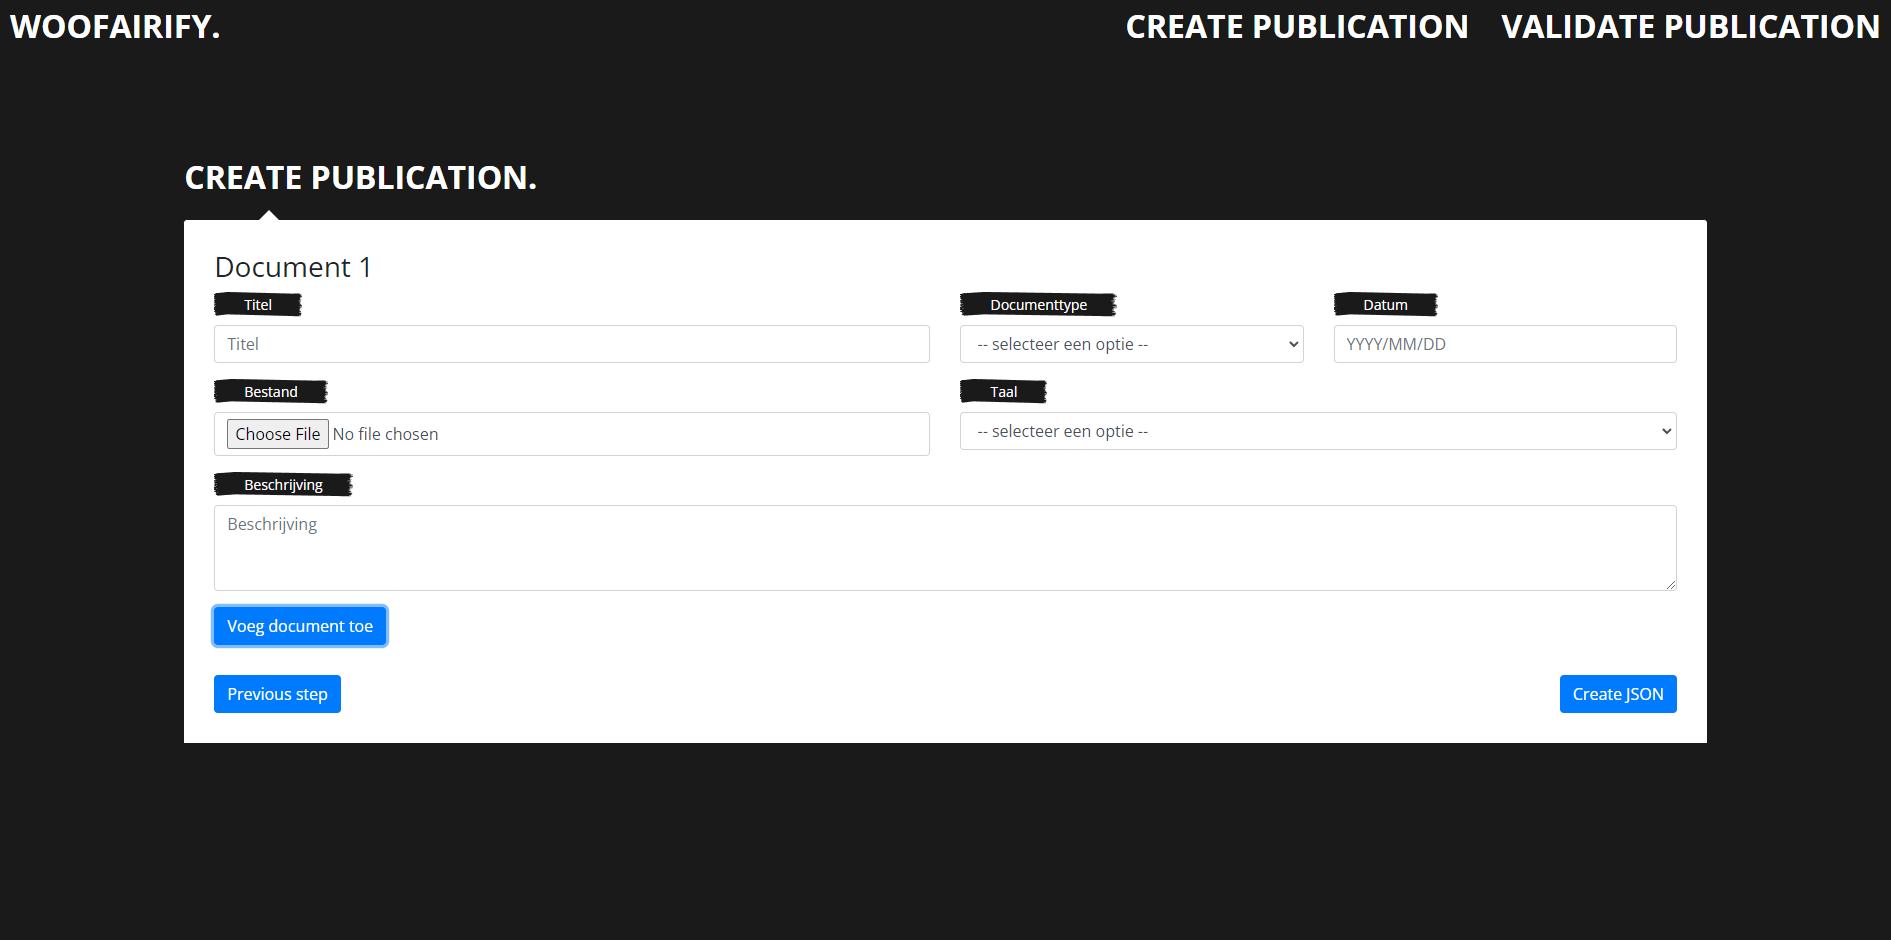 WOOFAIRIFY.
CREATE PUBLICATION
VALIDATE PUBLICATION
CREATE PUBLICATION.
Document 1
Titel
Documenttype
Datum
Titel
-- selecteer een optie --
YYYY/MM/DD
Bestand
Taal
Choose File No file chosen
-- selecteer een optie --
Beschrijving
Beschrijving
Voeg document toe
Previous step
Create JSON